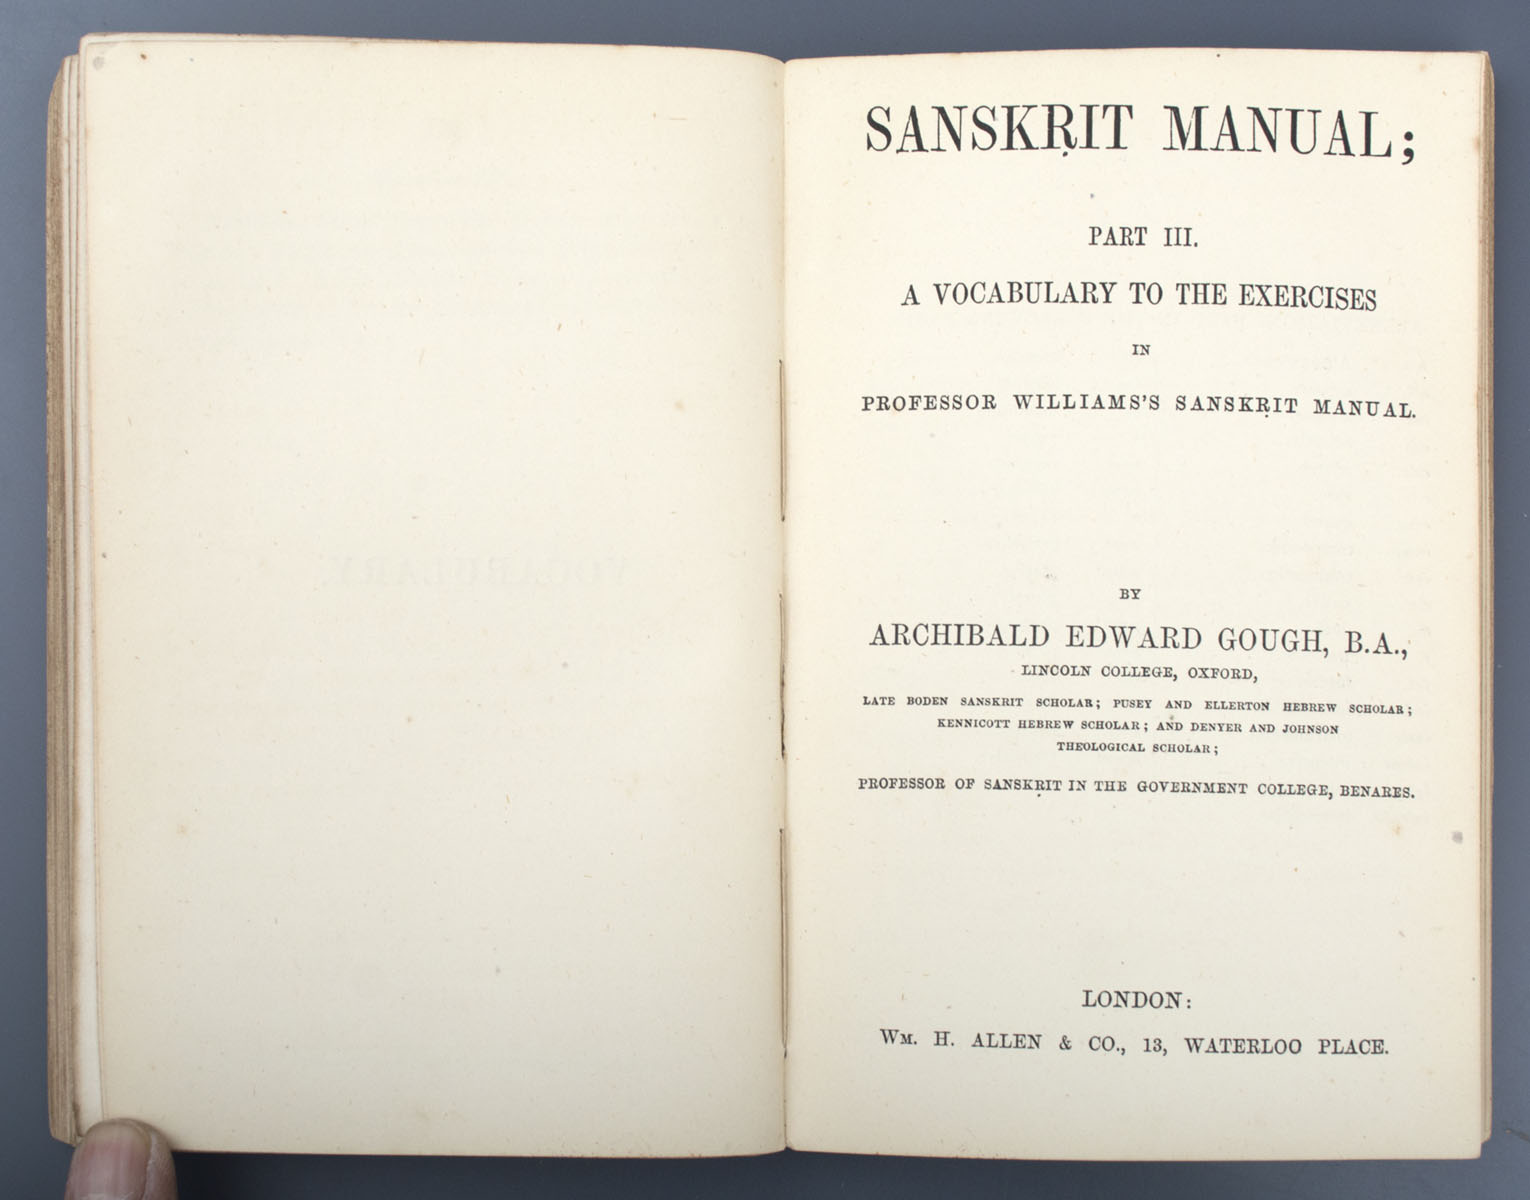 VOCABULARY
SANSKṚIT MANUAL;
PART III.
A VOCABULARY TO THE EXERCISES
IN
PROFESSOR WILLIAMS'S SANSKṚIT MANUAL.
BY
ARCHIBALD EDWARD GOUGH, B.A.,
LINCOLN COLLEGE, OXFORD,
LATE BODEN SANSKRIT SCHOLAR; PUSEY AND ELLERTON HEBREW SCHOLAR;
KENNICOTT HEBREW SCHOLAR; AND DENYER AND JOHNSON
THEOLOGICAL SCHOLAR;
PROFESSOR OF SANSKṚIT IN THE GOVERNMENT COLLEGE, BENARES.
LONDON:
WM. H. ALLEN & CO., 13, WATERLOO PLACE.